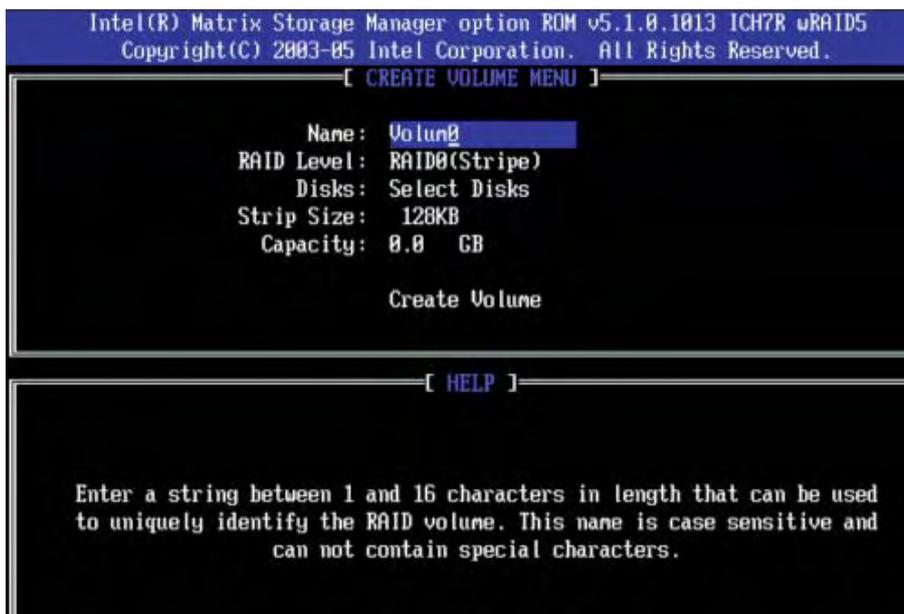 Intel(R) Matrix Storage Manager option ROM v5.1.0.1013 ICH7R wRAID5
Copyright(C) 2003-05 Intel Corporation. All Rights Reserved.
[ CREATE VOLUME MENU ]
Name: Volum0
RAID Level: RAID0(Stripe)
Disks: Select Disks
Strip Size: 128KB
Capacity: 0.0 GB
Create Volume
[ HELP ]
Enter a string between 1 and 16 characters in length that can be used
to uniquely identify the RAID volume. This name is case sensitive and
can not contain special characters.